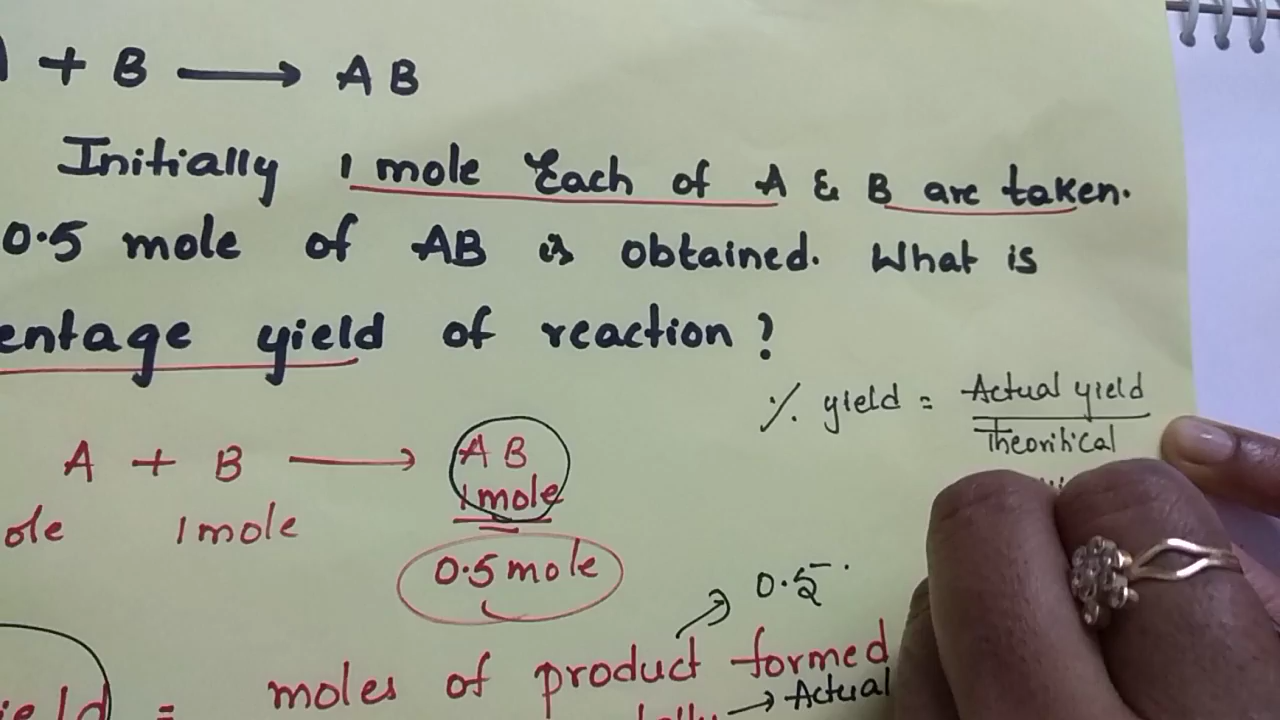 + B ⟶ AB
Initially 1 mole Each of A & B are taken.
0.5 mole of AB is obtained. What is
entage yield of reaction?
% yield = Actual yield
Theoritical
A + B ⟶ AB
ole 1mole 1mole
0.5 mole
0.5
ield = moles of product formed
→ Actual